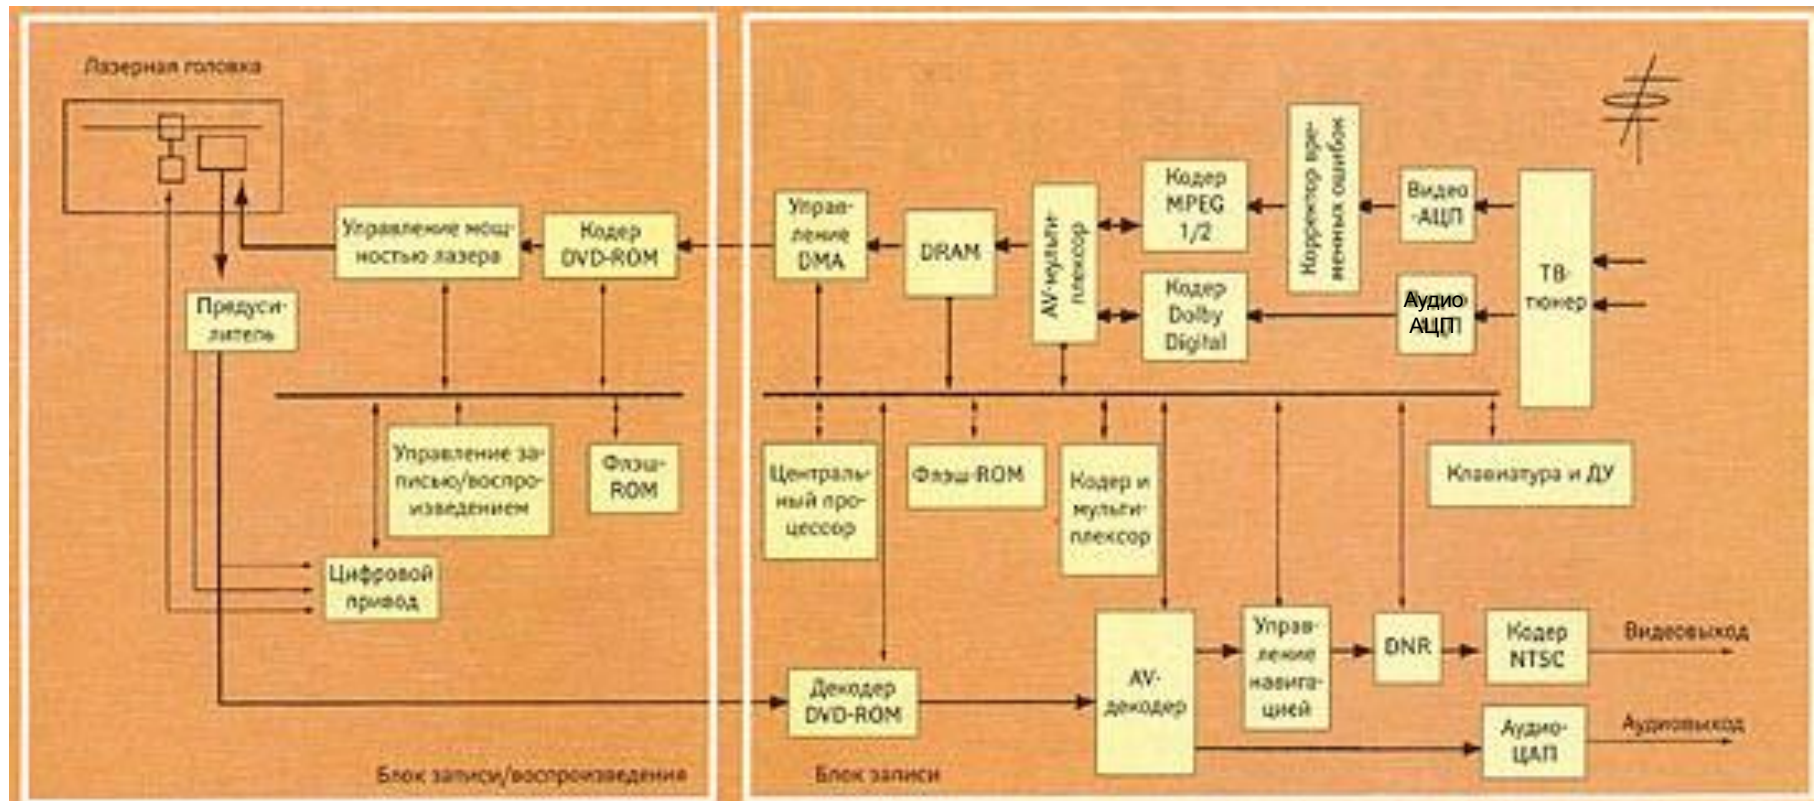 Лазерная головка
Управление мощ-
ностью лазера
Кодер
DVD-ROM
Предуси-
литель
Управление за-
писью/воспро-
изведением
Флэш-
ROM
Цифровой
привод
Блок записи/воспроизведения
Управ-
ление
DMA
DRAM
AV-мульти-
плексор
Кодер
MPEG
1/2
Кодер
Dolby
Digital
Корректор вре-
менных ошибок
Видео
-АЦП
Аудио
АЦП
ТВ-
тюнер
Централь-
ный про-
цессор
Флэш-ROM
Кодер и
мульти-
плексор
Клавиатура и ДУ
Декодер
DVD-ROM
AV-
декодер
Управ-
ление
навига-
цией
DNR
Кодер
NTSC
Видеовыход
Аудио-
ЦАП
Аудиовыход
Блок записи